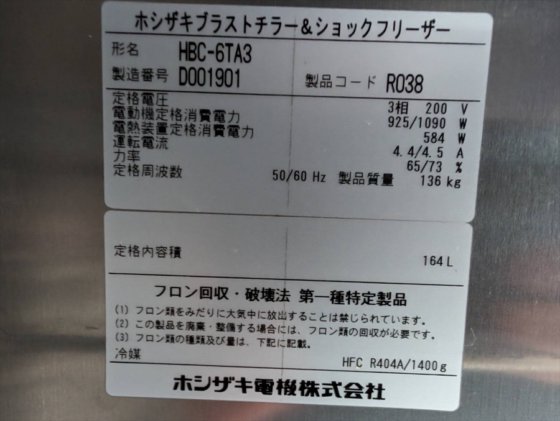 ホシザキブラストチラー&ショックフリーザー
形名 HBC-6TA3
製造番号 D001901 製品コード R038
定格電圧 3相 200 V
電動機定格消費電力 925/1090 W
電熱装置定格消費電力 584 W
運転電流 4.4/4.5 A
力率 65/73 %
定格周波数 50/60 Hz 製品質量 136 kg
定格内容積 164 L
フロン回収・破壊法 第一種特定製品
(1) フロン類をみだりに大気中に放出することは禁じられています。
(2) この製品を廃棄・整備する場合には、フロン類の回収が必要です。
(3) フロン類の種類及び量は、下記に記載。
冷媒 HFC R404A/1400g
ホシザキ電機株式会社